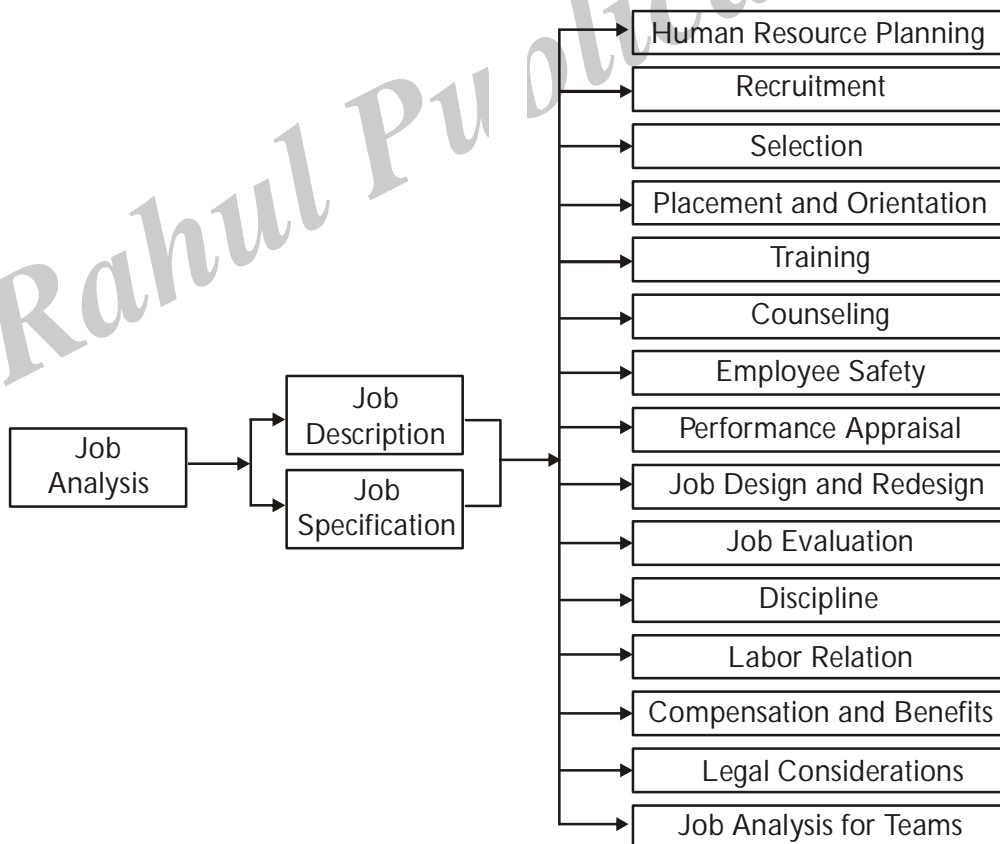 Rahul Pu
Job
Analysis
Job
Description
Job
Specification
Human Resource Planning
Recruitment
Selection
Placement and Orientation
Training
Counseling
Employee Safety
Performance Appraisal
Job Design and Redesign
Job Evaluation
Discipline
Labor Relation
Compensation and Benefits
Legal Considerations
Job Analysis for Teams